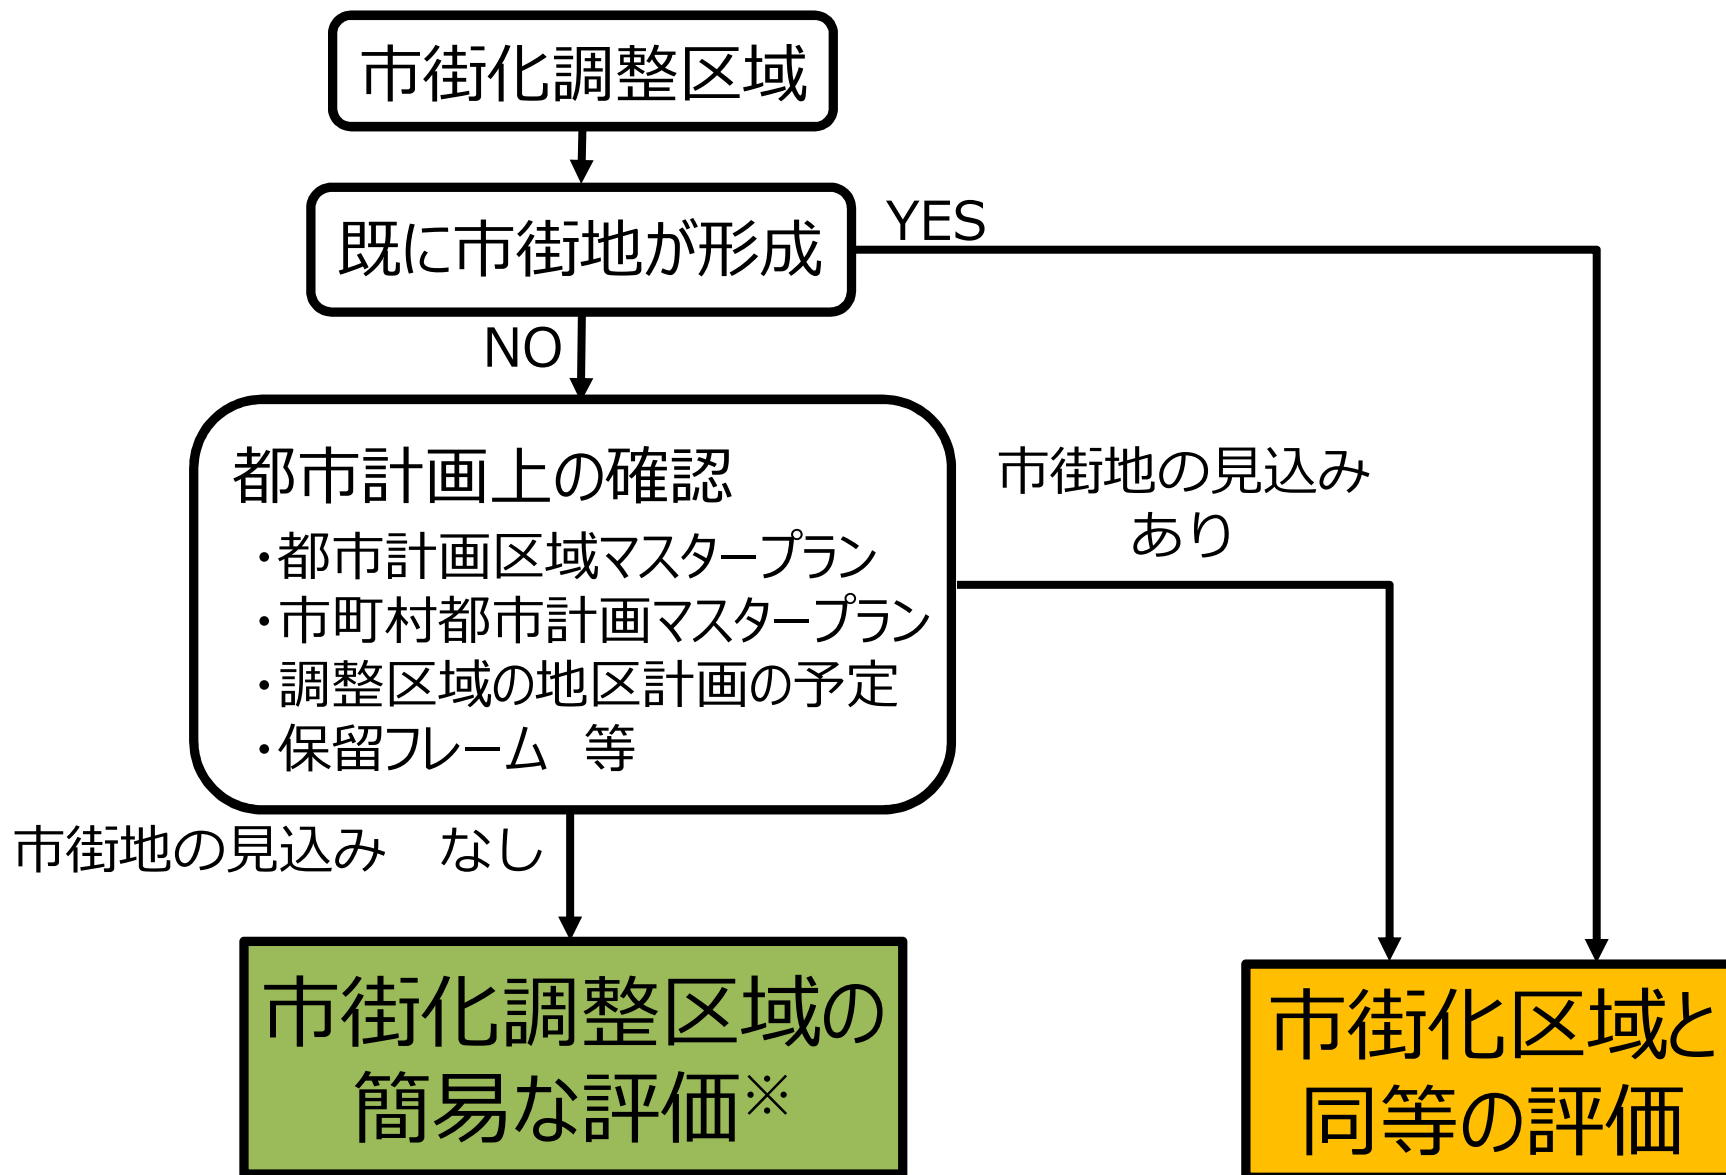 市街化調整区域
既に市街地が形成
YES
NO
都市計画上の確認
・都市計画区域マスタープラン
・市町村都市計画マスタープラン
・調整区域の地区計画の予定
・保留フレーム　等
市街地の見込み
あり
市街地の見込み　なし
市街化調整区域の
簡易な評価※
市街化区域と
同等の評価